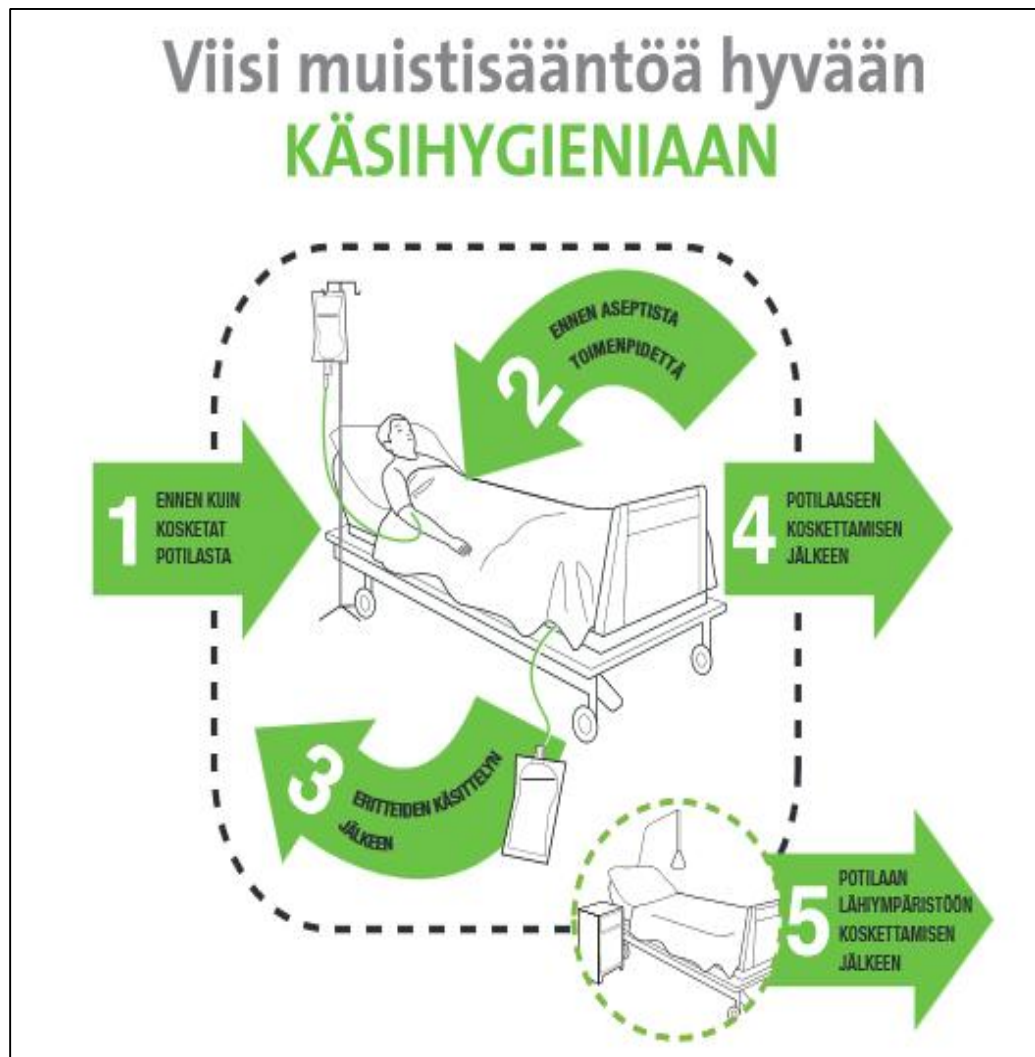 Viisi muistisääntöä hyvään
KÄSIHYGIENIAAN
1
ENNEN KUIN
KOSKETAT
POTILASTA
2
ENNEN ASEPTISTA
TOIMENPIDETTÄ
3
ERITTEIDEN KÄSITTELYN
JÄLKEEN
4
POTILAASEEN
KOSKETTAMISEN
JÄLKEEN
5
POTILAAN
LÄHIYMPÄRISTÖÖN
KOSKETTAMISEN
JÄLKEEN